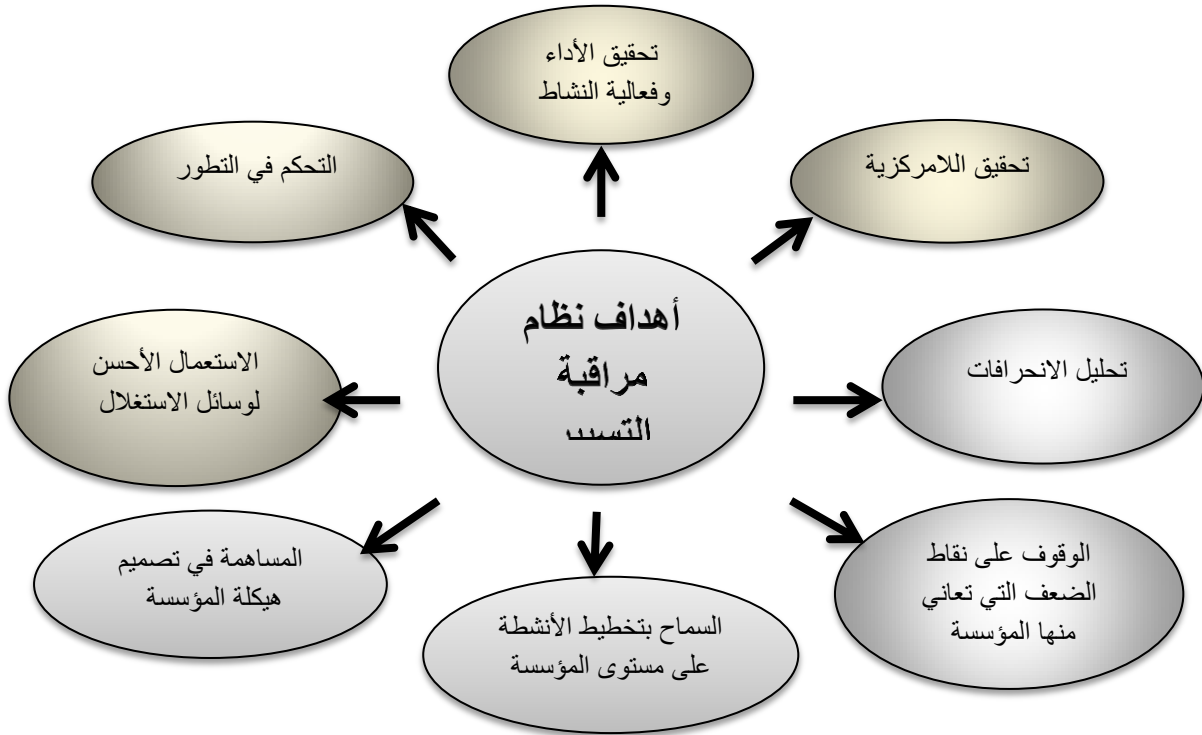 تحقيق الأداء
وفعالية النشاط
التحكم في التطور
تحقيق اللامركزية
أهداف نظام
مراقبة
التسيير
الاستعمال الأحسن
لوسائل الاستغلال
تحليل الانحرافات
المساهمة في تصميم
هيكلة المؤسسة
السماح بتخطيط الأنشطة
على مستوى المؤسسة
الوقوف على نقاط
الضعف التي تعاني
منها المؤسسة